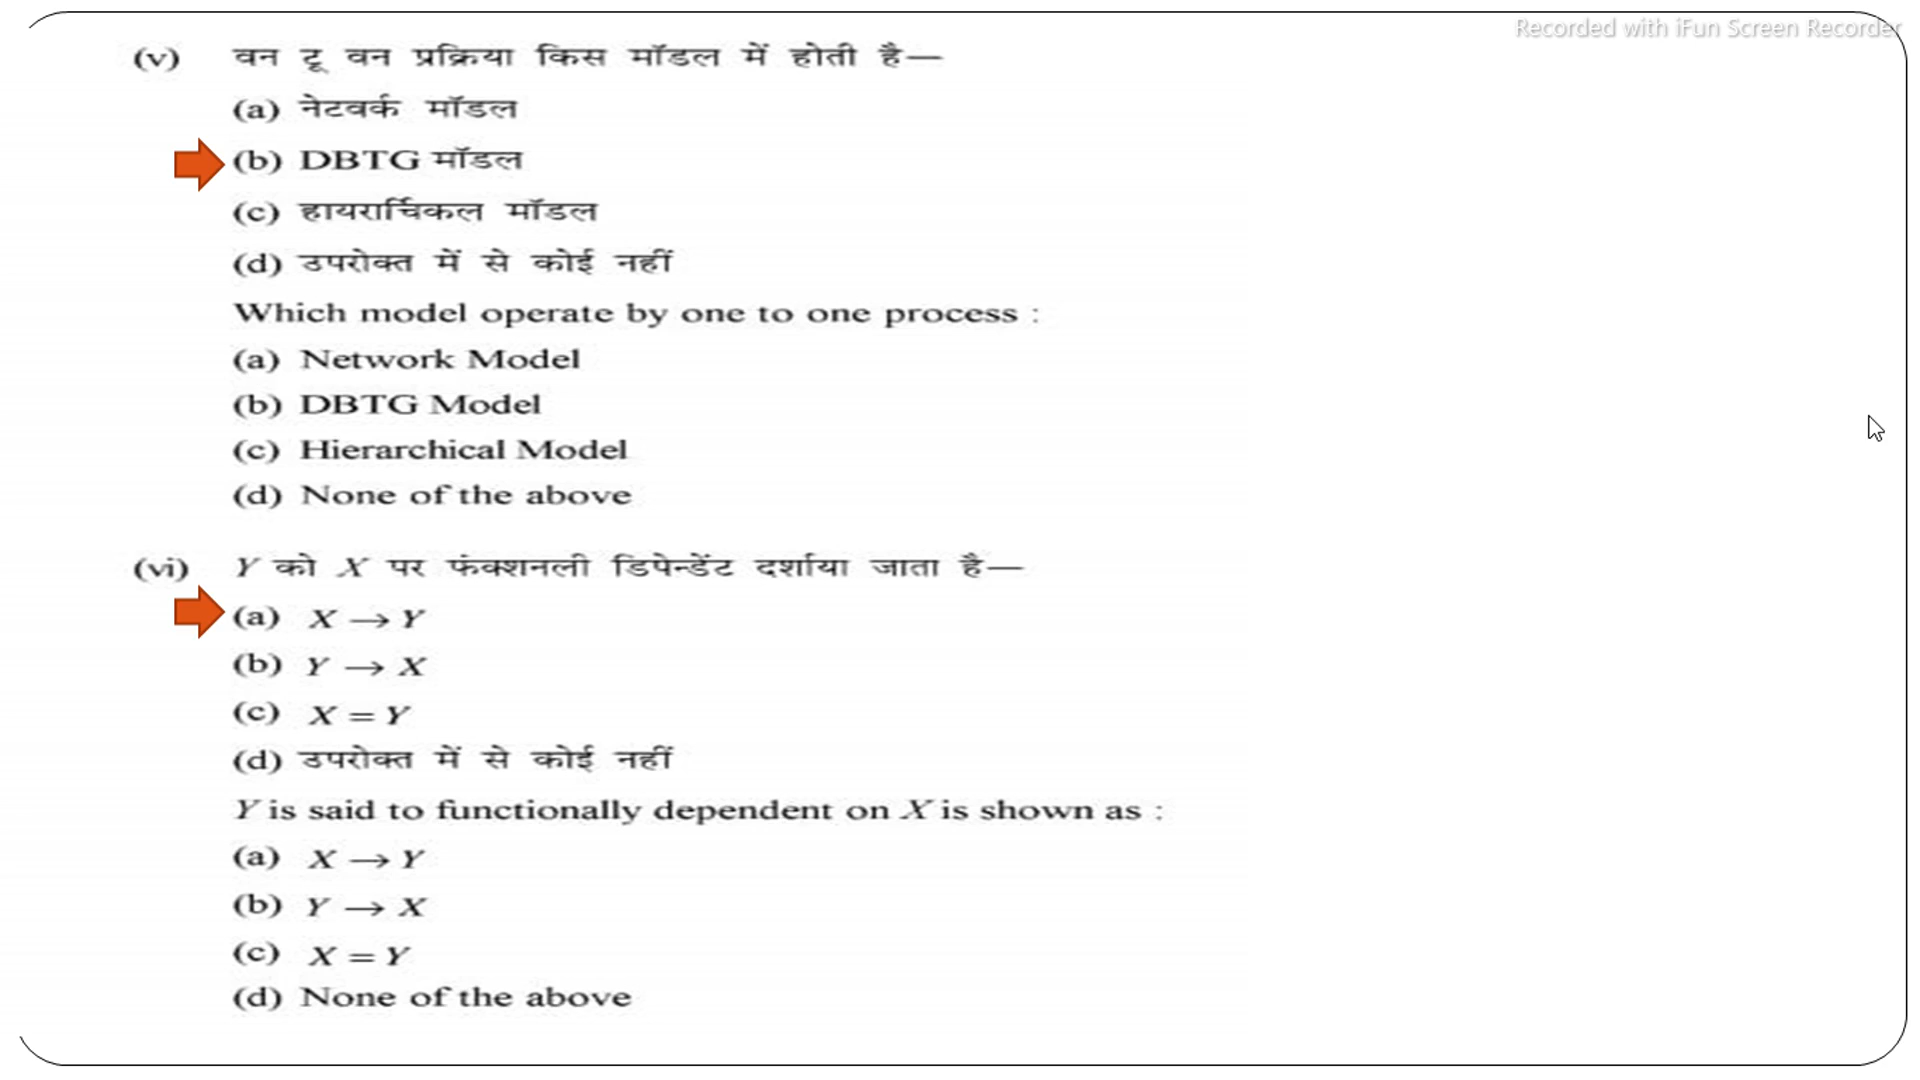 Recorded with iFun Screen Recorder
(v) वन टू वन प्रक्रिया किस मॉडल में होती है—
(a) नेटवर्क मॉडल
(b) DBTG मॉडल
(c) हायरार्चिकल मॉडल
(d) उपरोक्त में से कोई नहीं
Which model operate by one to one process :
(a) Network Model
(b) DBTG Model
(c) Hierarchical Model
(d) None of the above
(vi) Y को X पर फंक्शनली डिपेन्डेंट दर्शाया जाता है—
(a) X → Y
(b) Y → X
(c) X = Y
(d) उपरोक्त में से कोई नहीं
Y is said to functionally dependent on X is shown as :
(a) X → Y
(b) Y → X
(c) X = Y
(d) None of the above